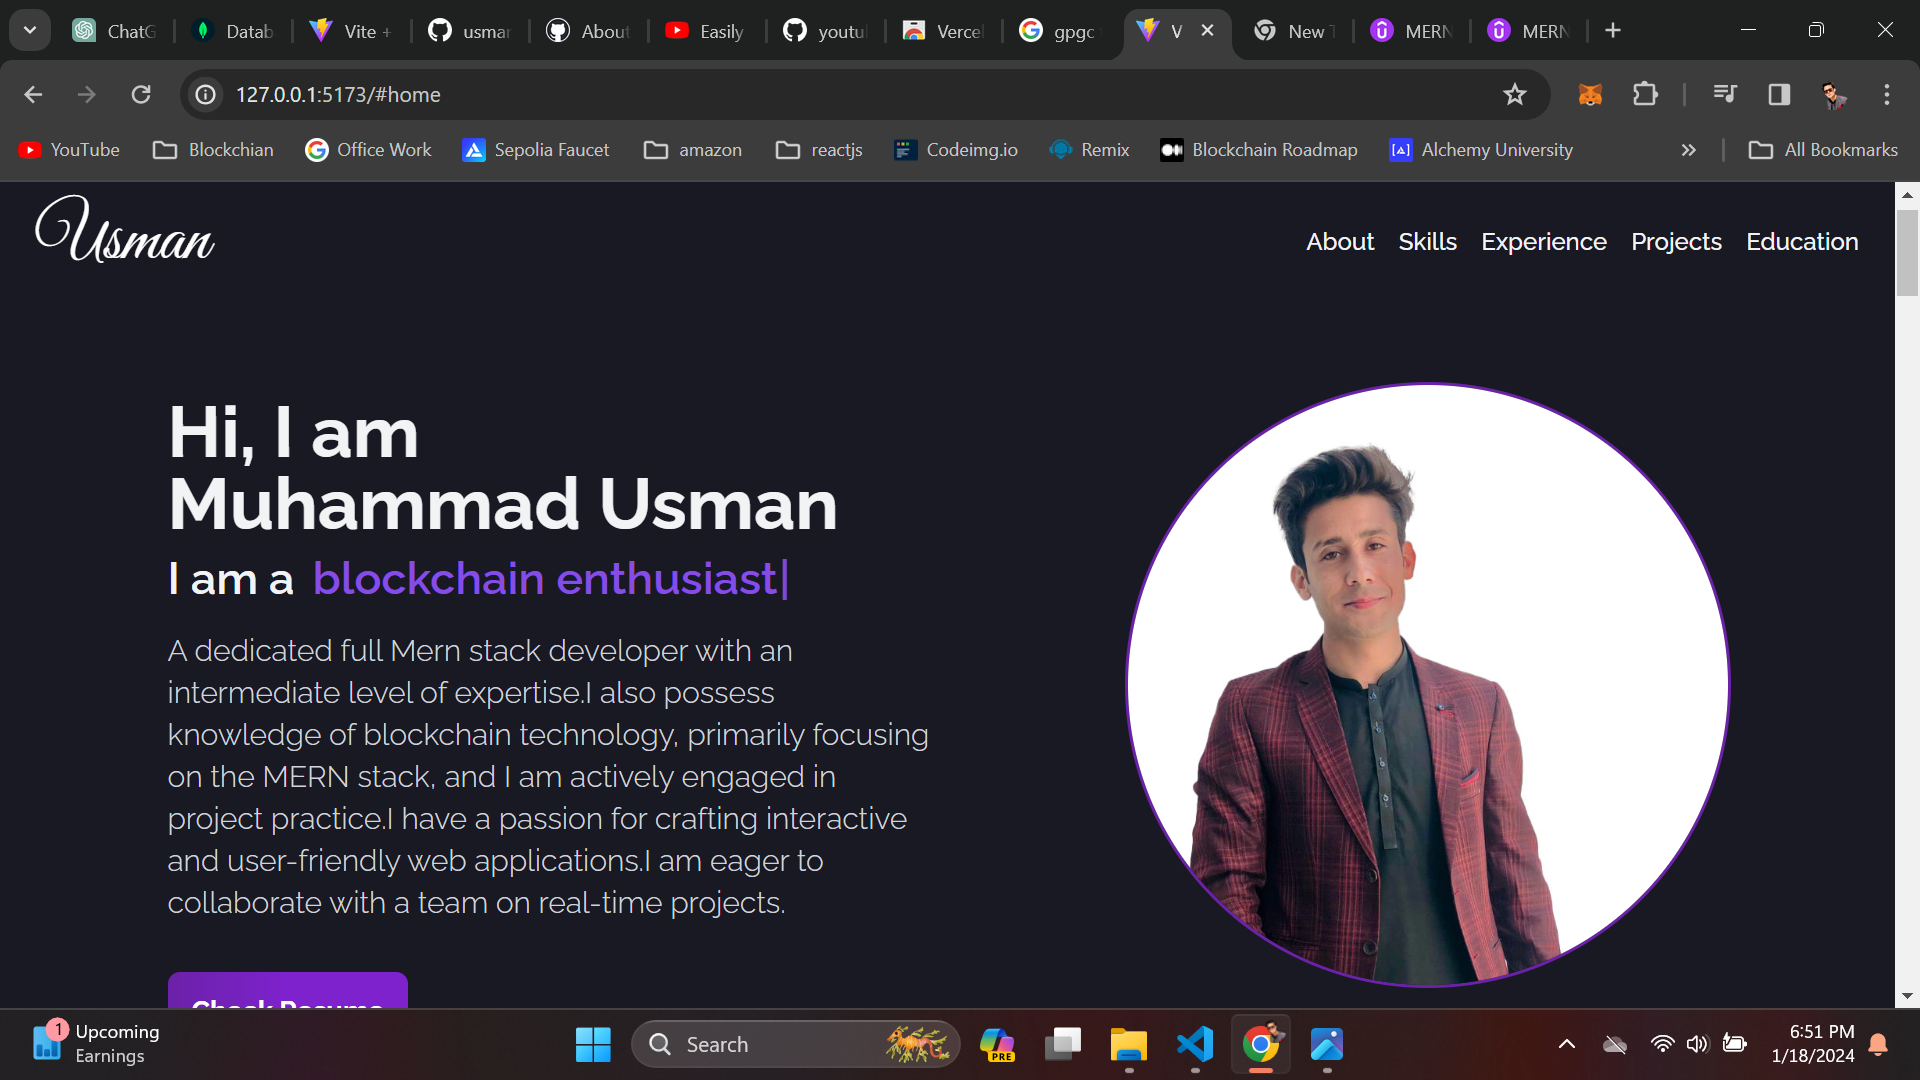 ChatG
Datab
Vite +
usmar
About
Easily
youtu
Vercel
gpgc
V
New T
MERN
MERN
127.0.0.1:5173/#home
YouTube
Blockchian
Office Work
Sepolia Faucet
amazon
reactjs
Codeimg.io
Remix
Blockchain Roadmap
Alchemy University
All Bookmarks
Usman
About
Skills
Experience
Projects
Education
Hi, I am
Muhammad Usman
I am a blockchain enthusiast|
A dedicated full Mern stack developer with an
intermediate level of expertise.I also possess
knowledge of blockchain technology, primarily focusing
on the MERN stack, and I am actively engaged in
project practice.I have a passion for crafting interactive
and user-friendly web applications.I am eager to
collaborate with a team on real-time projects.
Check Resume
1
Upcoming
Earnings
Search
PRE
6:51 PM
1/18/2024